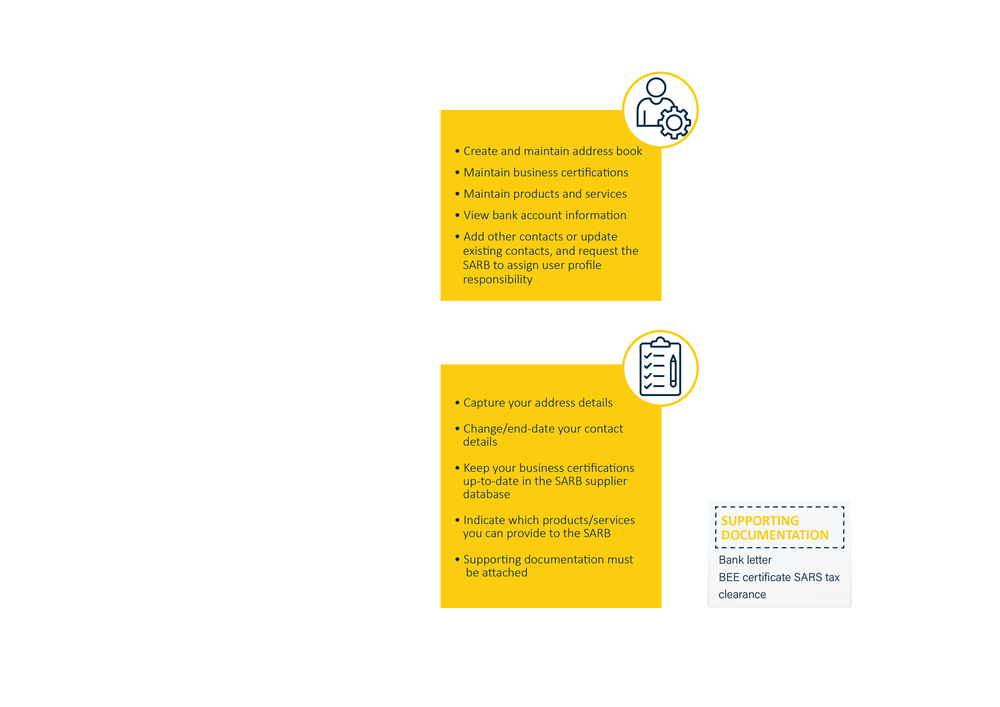 • Create and maintain address book
• Maintain business certifications
• Maintain products and services
• View bank account information
• Add other contacts or update
existing contacts, and request the
SARB to assign user profile
responsibility
• Capture your address details
• Change/end-date your contact
details
• Keep your business certifications
up-to-date in the SARB supplier
database
• Indicate which products/services
you can provide to the SARB
• Supporting documentation must
be attached
SUPPORTING
DOCUMENTATION
Bank letter
BEE certificate SARS tax
clearance